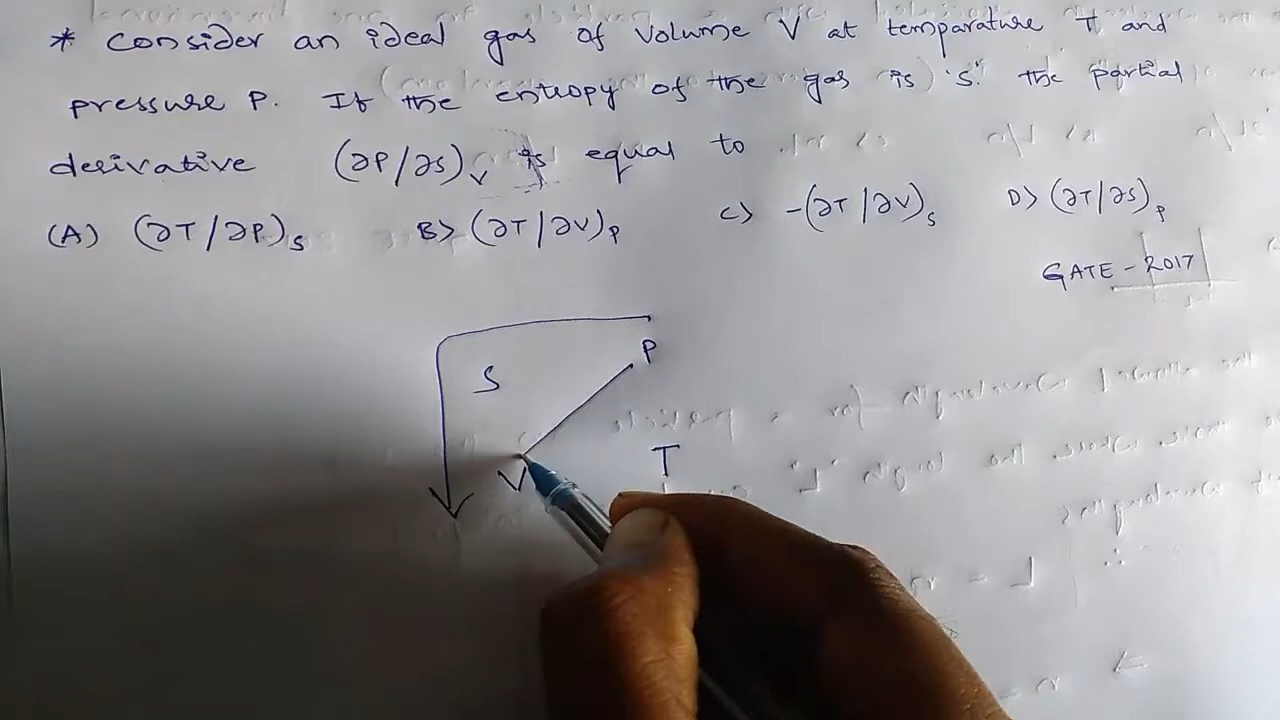 * Consider an ideal gas of Volume V at temparature T and
pressure P. If the entropy of the gas is 's'. the partial
derivative (∂P/∂S)V is equal to
(A) (∂T/∂P)S B> (∂T/∂V)P C> -(∂T/∂V)S D> (∂T/∂S)P
GATE - 2017
P
S
T
V